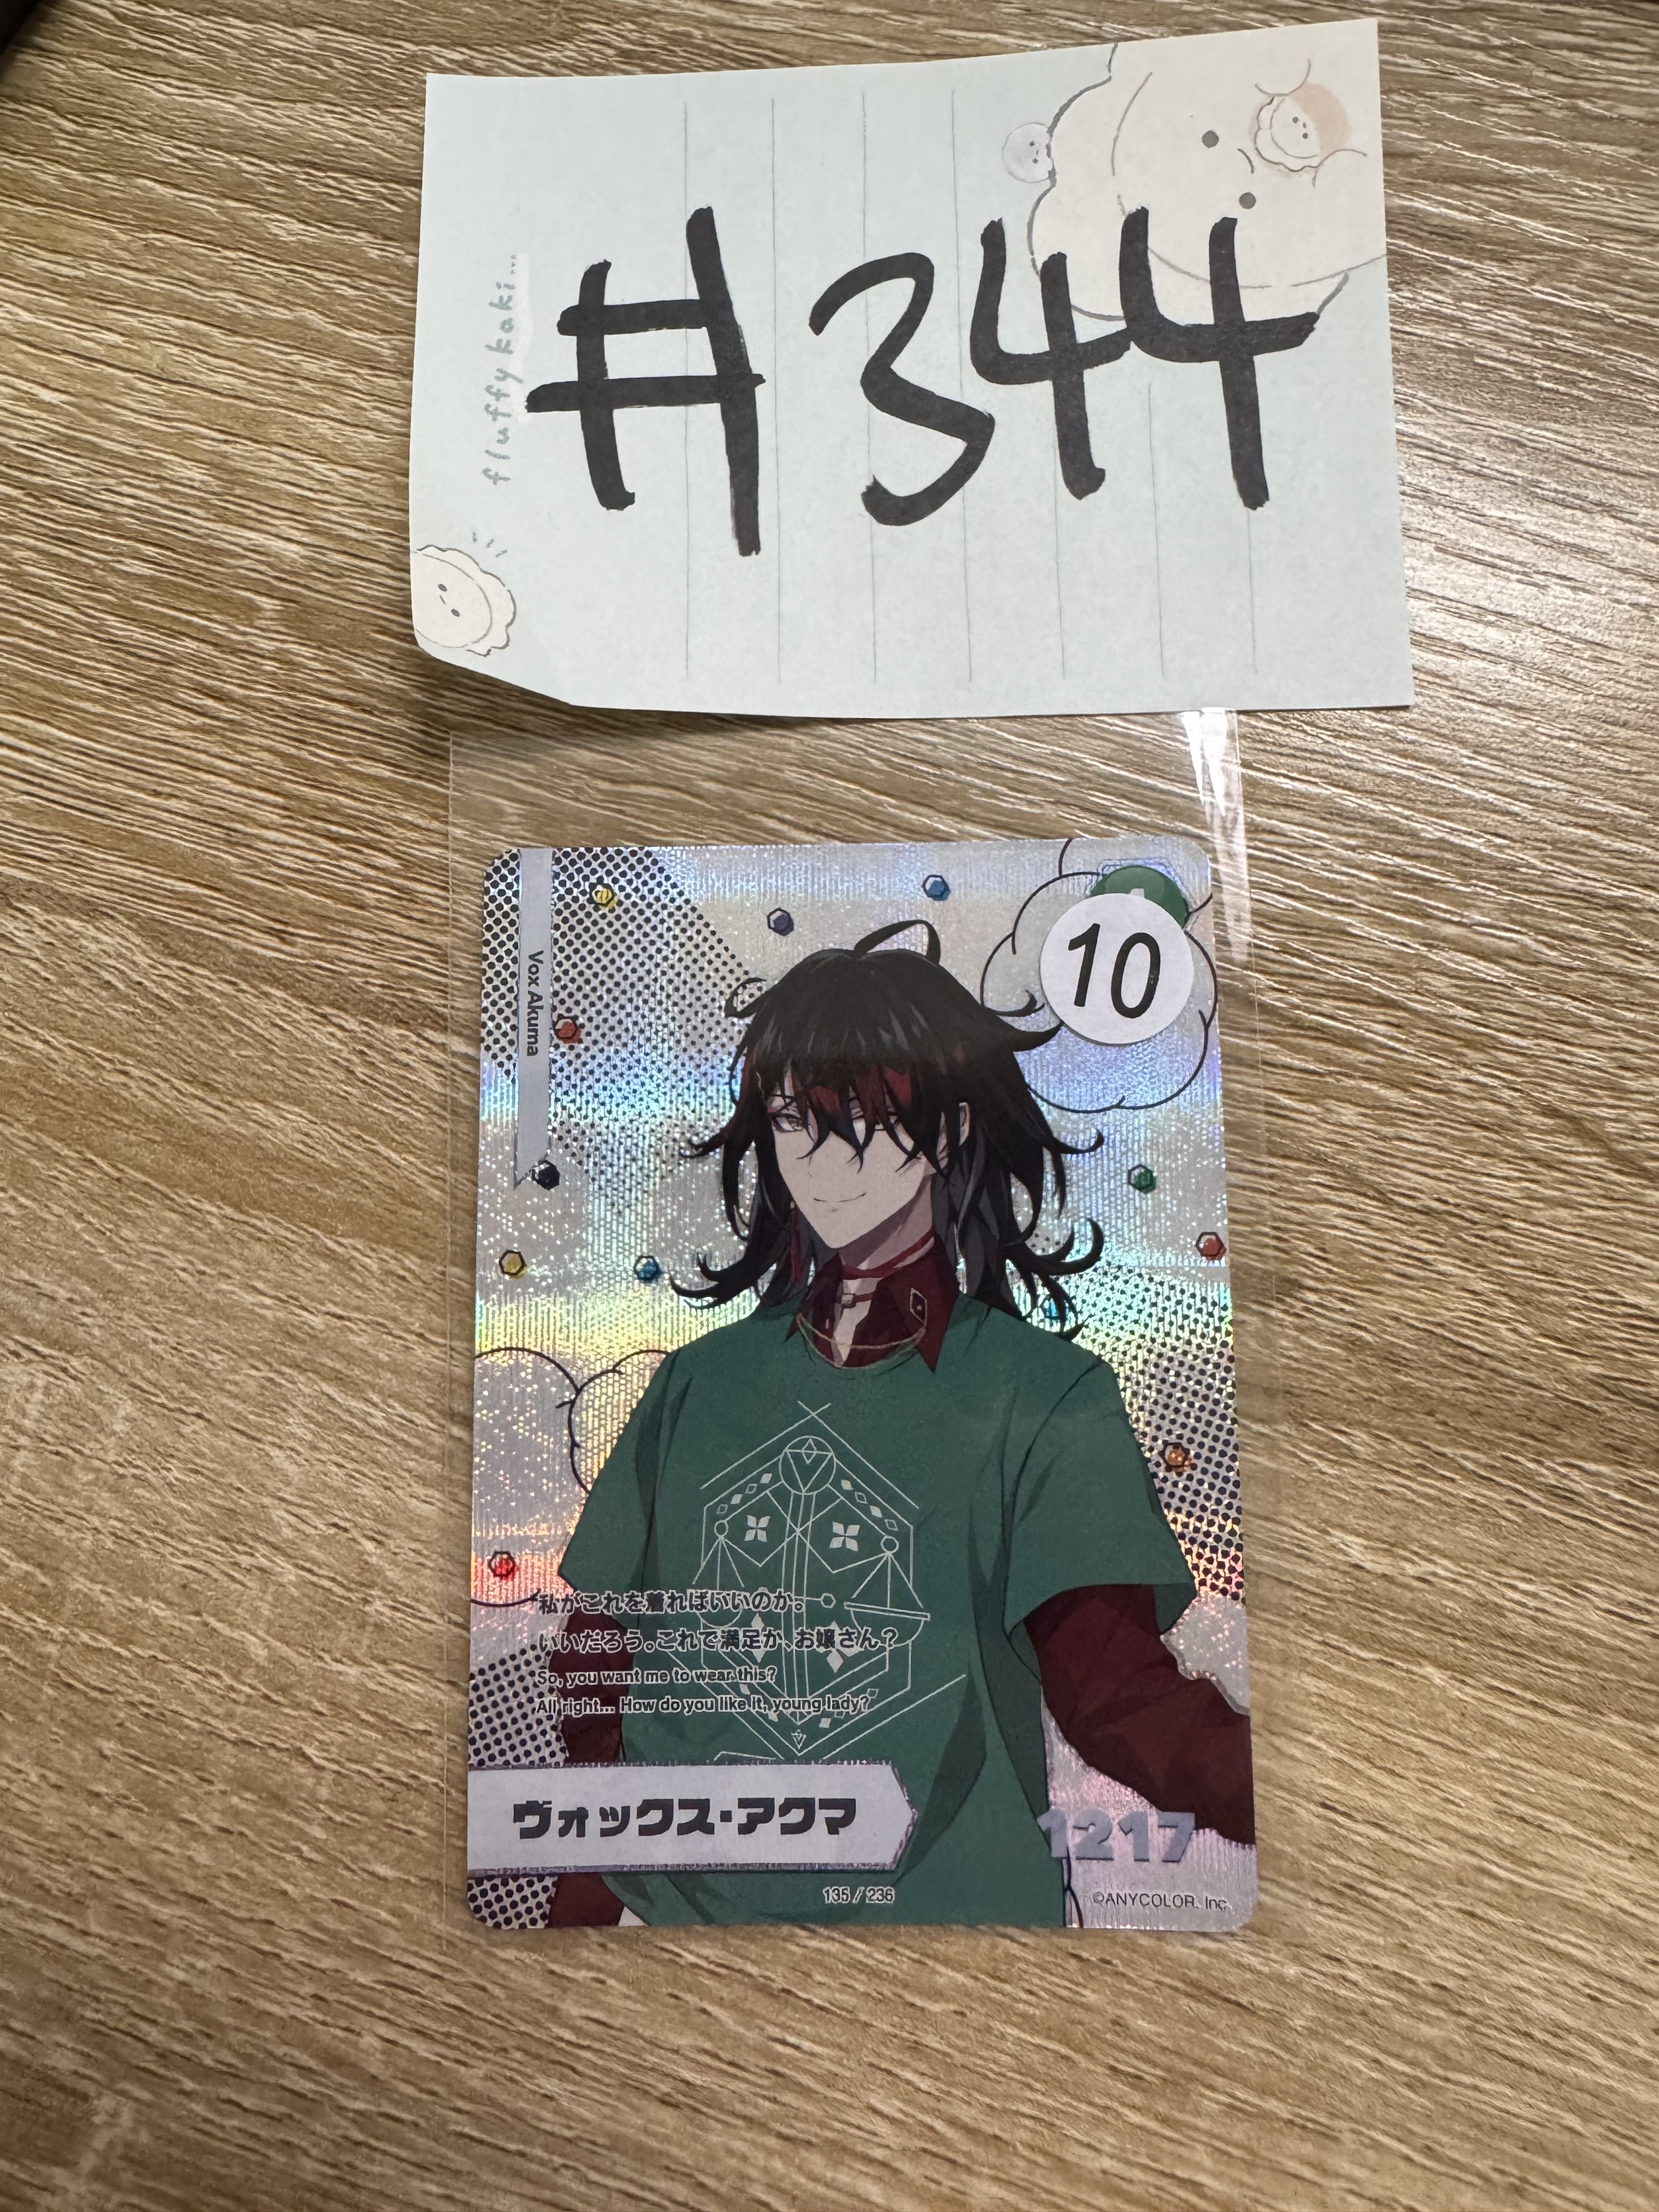 fluffy kaki...
#344
Vox Akuma
10
私がこれを着ればいいのか。
いいだろう。これで満足か、お嬢さん?
So, you want me to wear this?
All right... How do you like it, young lady?
ヴォックス・アクマ
1217
135 / 236
©ANYCOLOR, Inc.